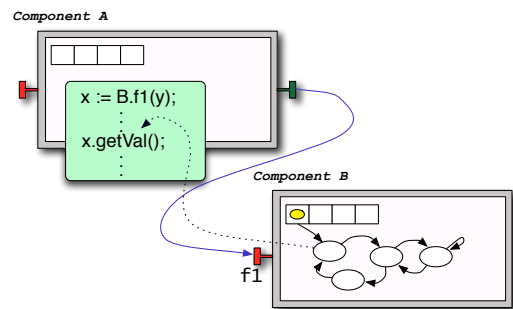 Component A
x := B.f1(y);
x.getVal();
Component B
f1